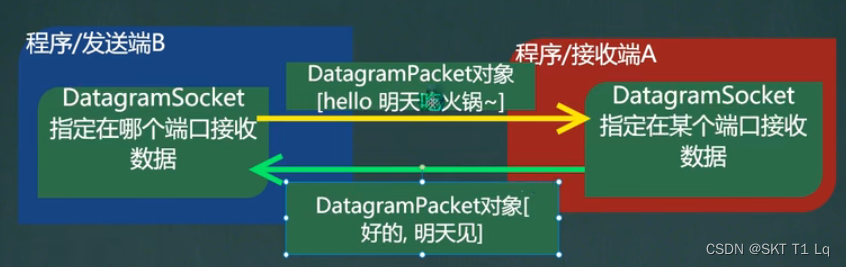 程序/发送端B
程序/接收端A
DatagramPacket对象
[hello 明天吃火锅~]
DatagramSocket
指定在哪个端口接收
数据
DatagramSocket
指定在某个端口接收
数据
DatagramPacket对象[
好的, 明天见]
CSDN @SKT T1 Lq